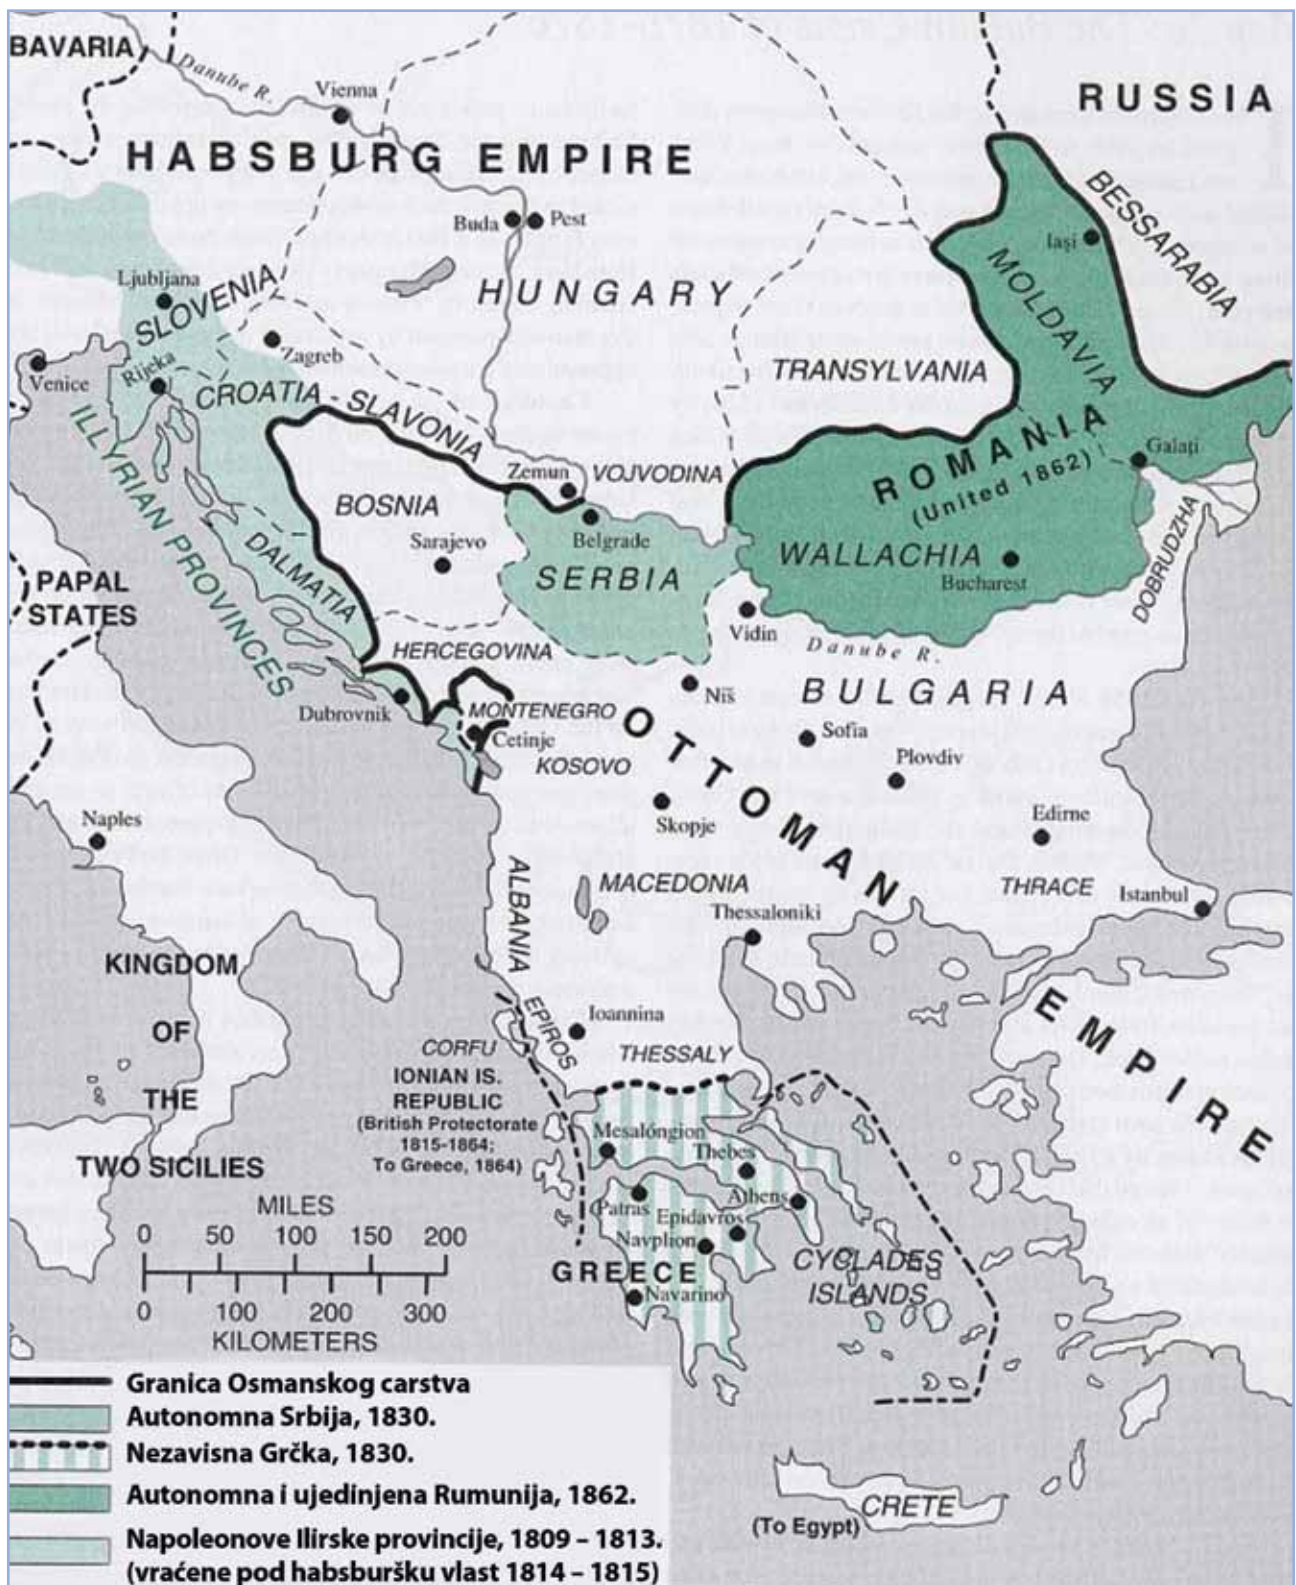 BAVARIA
Danube R.
Vienna
RUSSIA
HABSBURG EMPIRE
BESSARABIA
Buda
Pest
Iaşi
MOLDAVIA
Ljubljana
SLOVENIA
HUNGARY
Zagreb
Venice
Rijeka
TRANSYLVANIA
CROATIA - SLAVONIA
ILLYRIAN PROVINCES
ROMANIA
(United 1862)
Galaţi
Zemun
VOJVODINA
BOSNIA
Sarajevo
Belgrade
SERBIA
WALLACHIA
Bucharest
DOBRUDZHA
DALMATIA
PAPAL
STATES
Vidin
Danube R.
HERCEGOVINA
BULGARIA
Niš
Dubrovnik
MONTENEGRO
Cetinje
Sofia
KOSOVO
Plovdiv
OTTOMAN
EMPIRE
Skopje
Naples
Edirne
ALBANIA
MACEDONIA
THRACE
Istanbul
Thessaloniki
KINGDOM
OF
THE
TWO SICILIES
EPIROS
Ioannina
CORFU
THESSALY
IONIAN IS.
REPUBLIC
(British Protectorate
1815-1864;
To Greece, 1864)
Mesalóngion
Thebes
Patras
Athens
Epidavros
Navplion
MILES
0 50 100 150 200
0 100 200 300
KILOMETERS
GREECE
Navarino
CYCLADES
ISLANDS
CRETE
(To Egypt)
Granica Osmanskog carstva
Autonomna Srbija, 1830.
Nezavisna Grčka, 1830.
Autonomna i ujedinjena Rumunija, 1862.
Napoleonove Ilirske provincije, 1809 – 1813.
(vraćene pod habsburšku vlast 1814 – 1815)